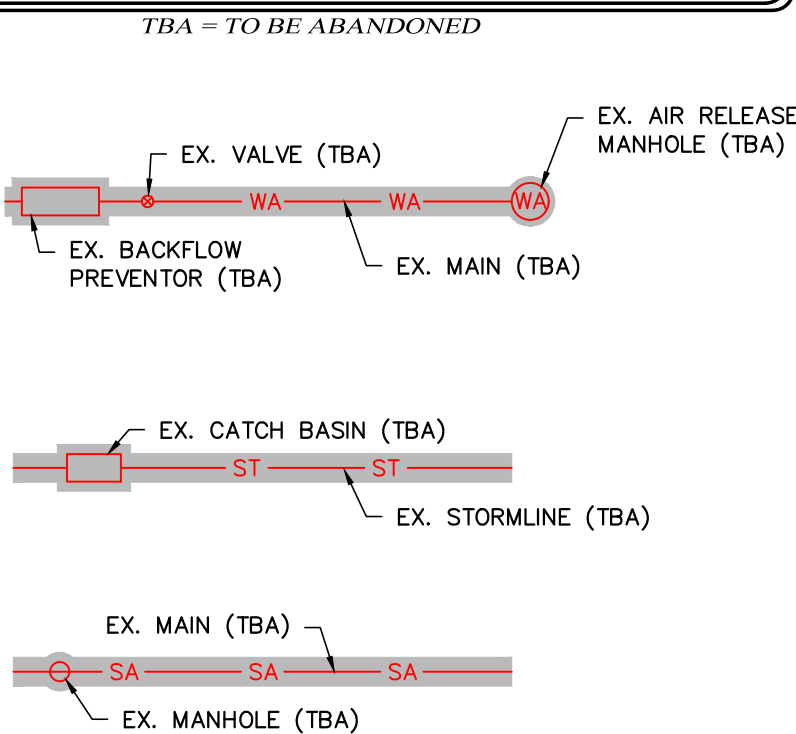 TBA = TO BE ABANDONED
EX. AIR RELEASE
MANHOLE (TBA)
EX. VALVE (TBA)
WA WA WA
EX. BACKFLOW
PREVENTOR (TBA)
EX. MAIN (TBA)
EX. CATCH BASIN (TBA)
ST ST
EX. STORMLINE (TBA)
EX. MAIN (TBA)
SA SA SA
EX. MANHOLE (TBA)